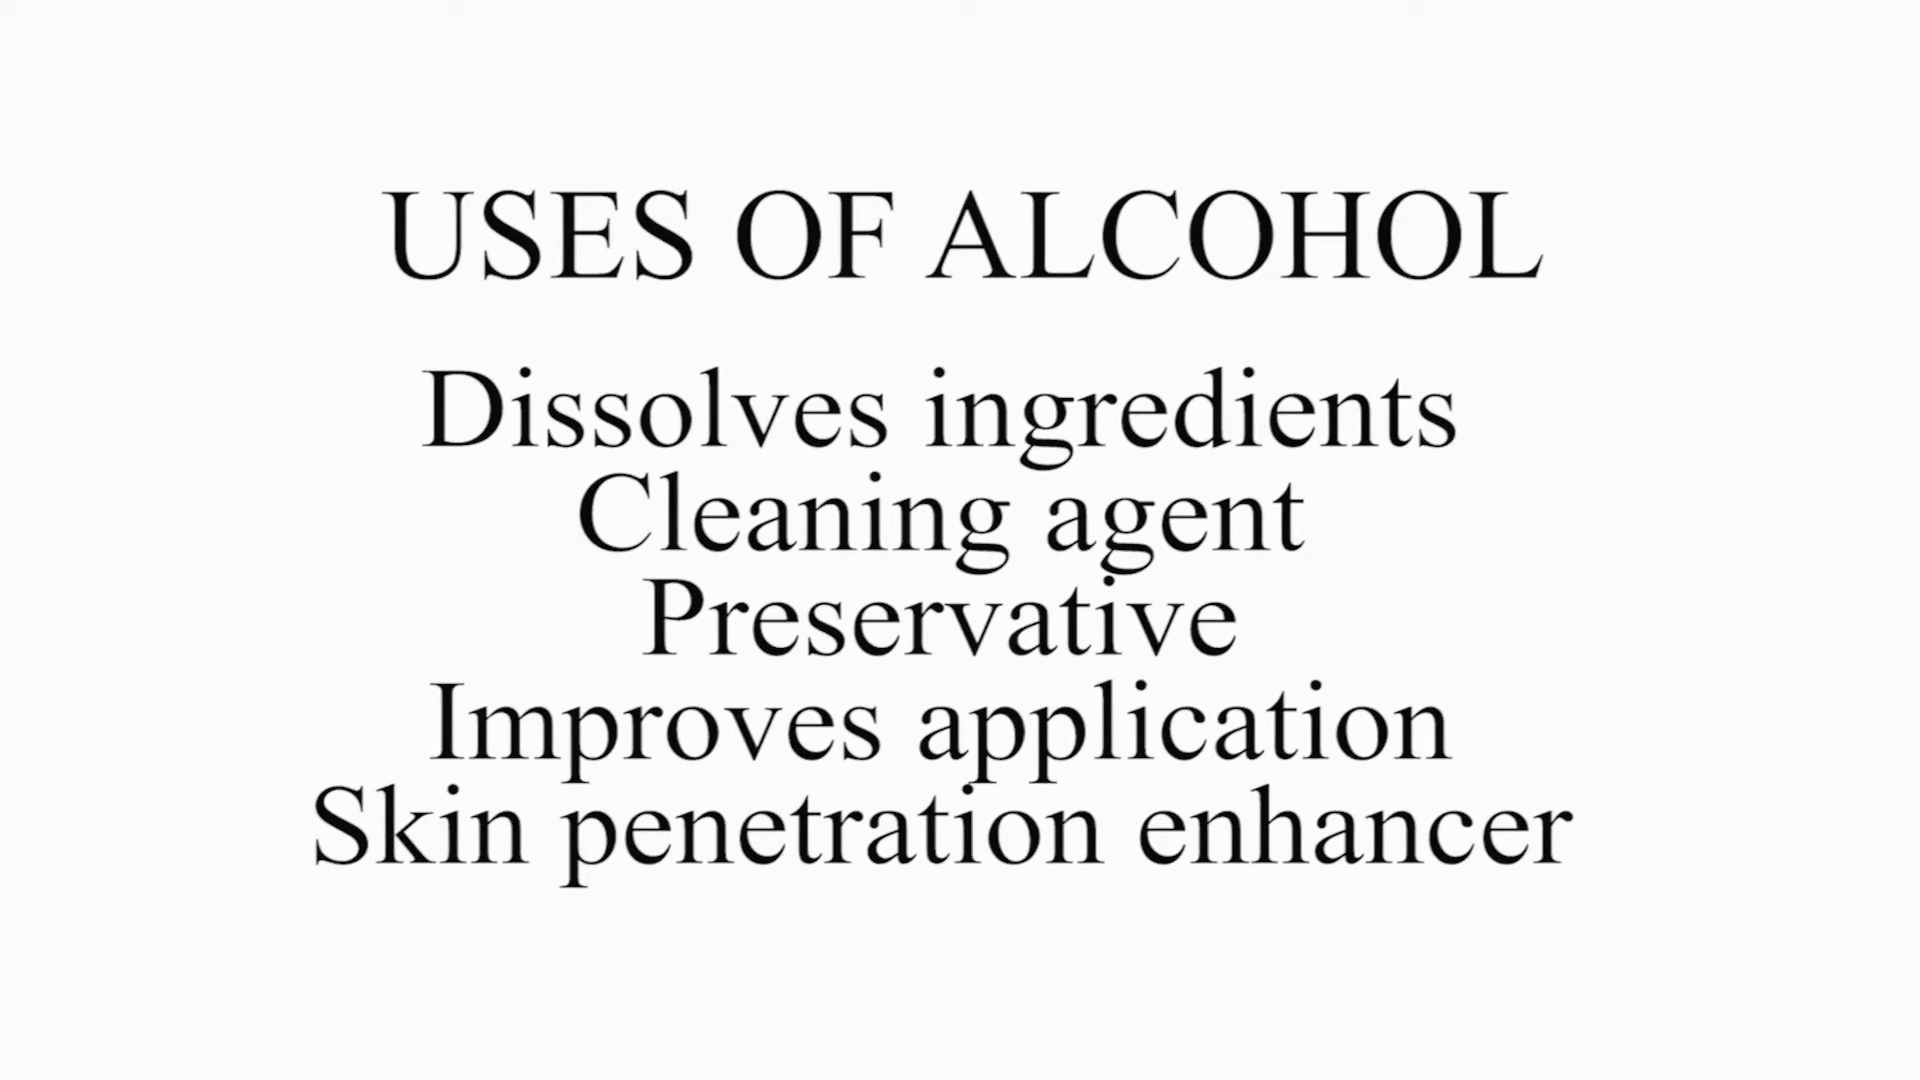 USES OF ALCOHOL
Dissolves ingredients
Cleaning agent
Preservative
Improves application
Skin penetration enhancer